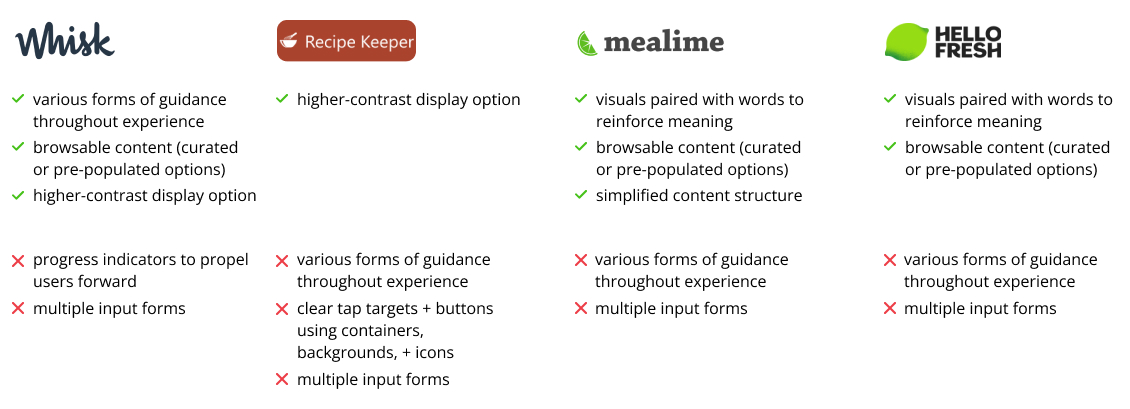 Whisk
various forms of guidance
throughout experience
browsable content (curated
or pre-populated options)
higher-contrast display option
progress indicators to propel
users forward
multiple input forms
Recipe Keeper
higher-contrast display option
various forms of guidance
throughout experience
clear tap targets + buttons
using containers,
backgrounds, + icons
multiple input forms
mealime
visuals paired with words to
reinforce meaning
browsable content (curated
or pre-populated options)
simplified content structure
various forms of guidance
throughout experience
multiple input forms
HELLO
FRESH
visuals paired with words to
reinforce meaning
browsable content (curated
or pre-populated options)
various forms of guidance
throughout experience
multiple input forms